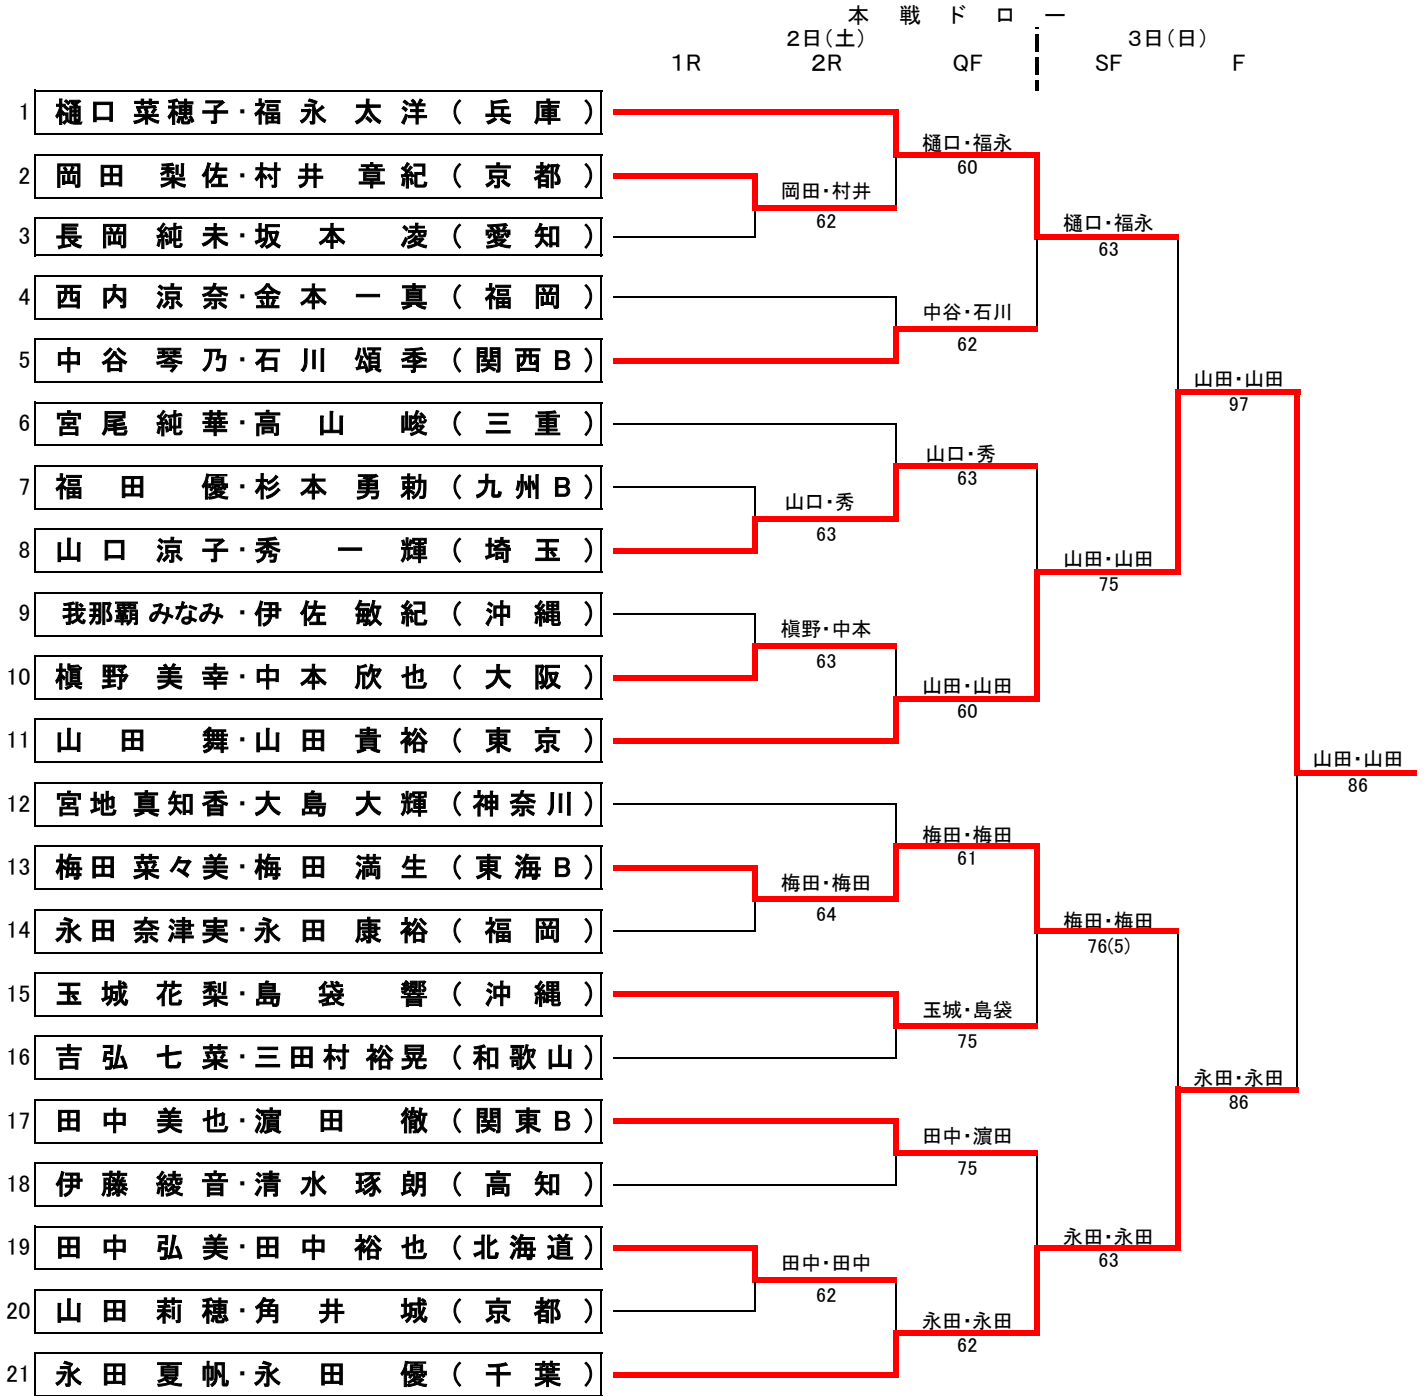 本戦ドロー
2日(土) 3日(日)
1R 2R QF SF F
1 樋口菜穂子・福永太洋(兵庫)
樋口・福永
60
2 岡田梨佐・村井章紀(京都)
岡田・村井
62
3 長岡純未・坂本凌(愛知)
樋口・福永
63
4 西内涼奈・金本一真(福岡)
中谷・石川
62
5 中谷琴乃・石川頌季(関西B)
山田・山田
97
6 宮尾純華・高山峻(三重)
山口・秀
63
7 福田優・杉本勇勅(九州B)
山口・秀
63
8 山口涼子・秀一輝(埼玉)
山田・山田
75
9 我那覇みなみ・伊佐敏紀(沖縄)
槇野・中本
63
10 槇野美幸・中本欣也(大阪)
山田・山田
60
11 山田舞・山田貴裕(東京)
山田・山田
86
12 宮地真知香・大島大輝(神奈川)
梅田・梅田
61
13 梅田菜々美・梅田満生(東海B)
梅田・梅田
64
14 永田奈津実・永田康裕(福岡)
梅田・梅田
76(5)
15 玉城花梨・島袋響(沖縄)
玉城・島袋
75
16 吉弘七菜・三田村裕晃(和歌山)
永田・永田
86
17 田中美也・濵田徹(関東B)
田中・濵田
75
18 伊藤綾音・清水琢朗(高知)
永田・永田
63
19 田中弘美・田中裕也(北海道)
田中・田中
62
20 山田莉穂・角井城(京都)
永田・永田
62
21 永田夏帆・永田優(千葉)